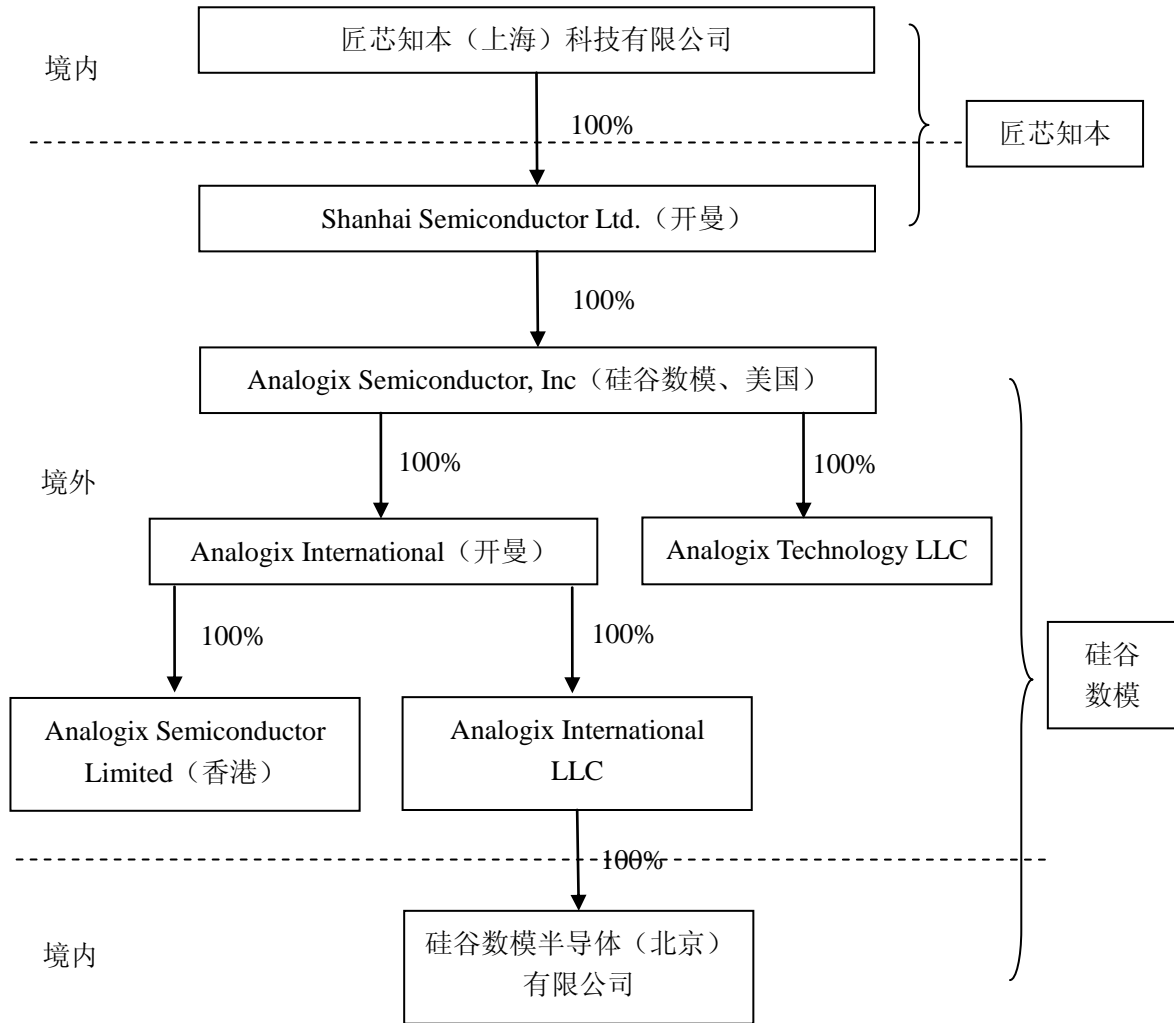 匠芯知本（上海）科技有限公司
境内
100%
匠芯知本
Shanhai Semiconductor Ltd.（开曼）
100%
Analogix Semiconductor, Inc（硅谷数模、美国）
100%
100%
境外
Analogix International（开曼）
Analogix Technology LLC
100%
100%
硅谷
数模
Analogix Semiconductor
Limited（香港）
Analogix International
LLC
100%
境内
硅谷数模半导体（北京）
有限公司